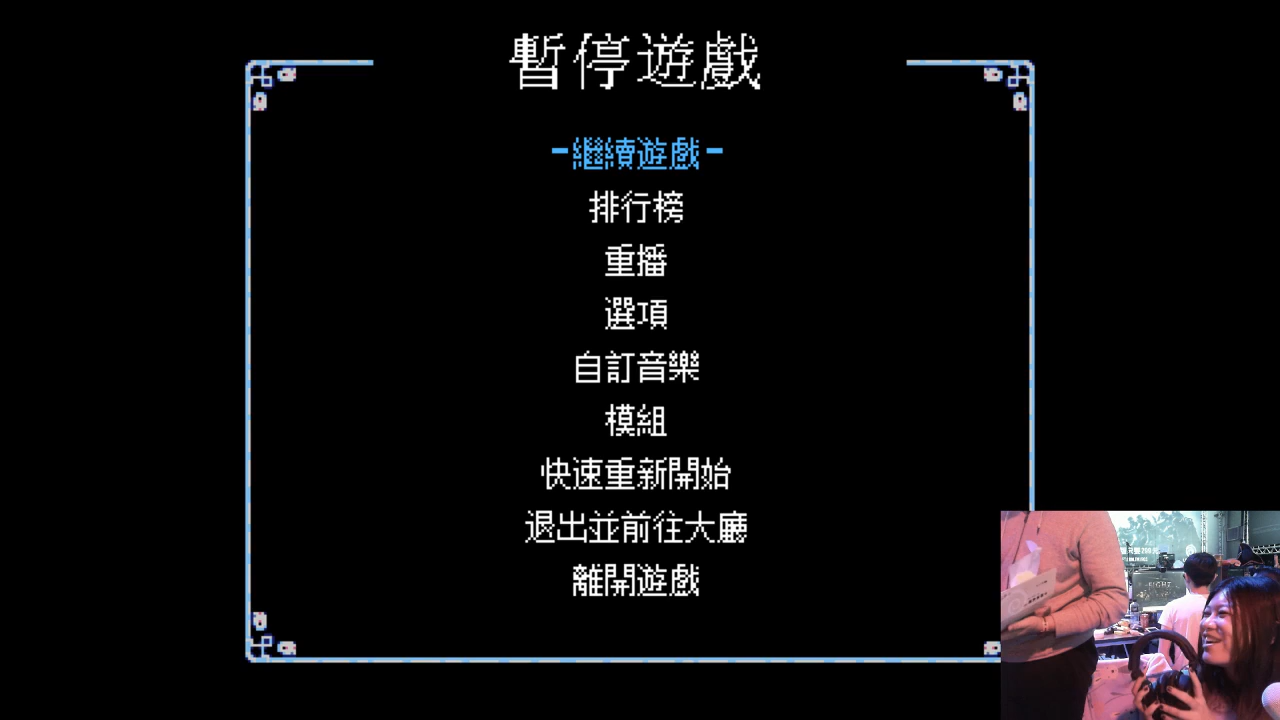 暫停遊戲
-繼續遊戲-
排行榜
重播
選項
自訂音樂
模組
快速重新開始
退出並前往大廳
離開遊戲